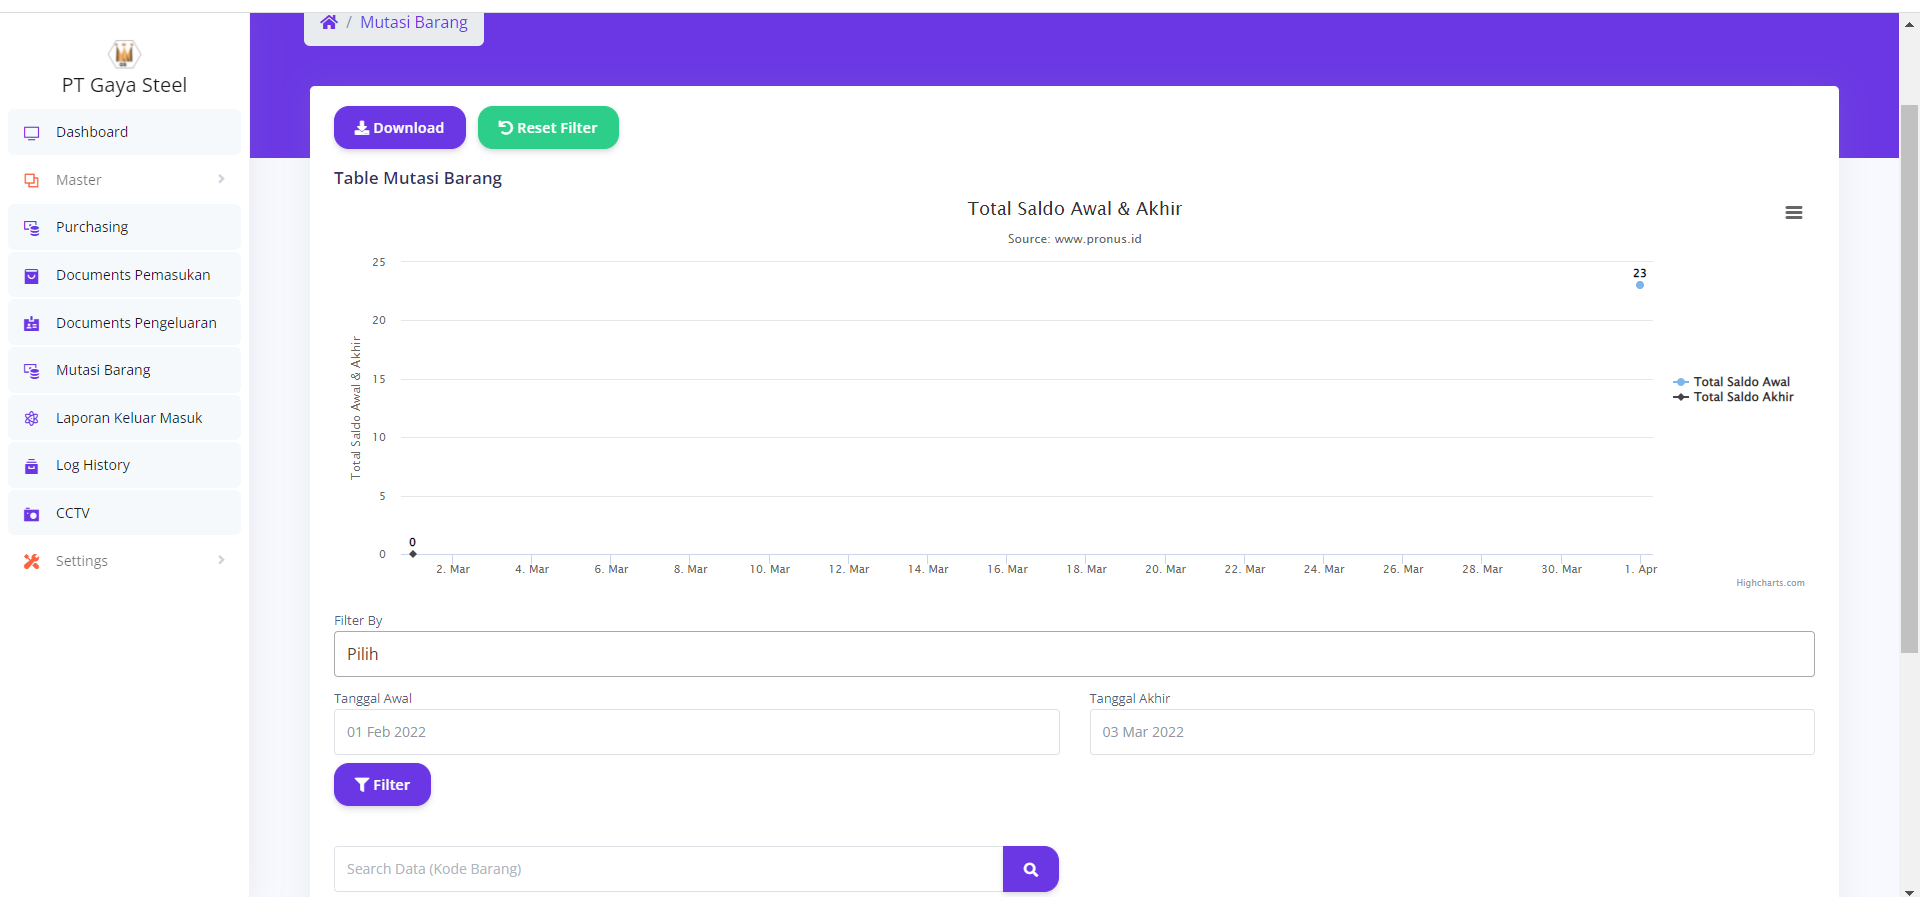 / Mutasi Barang
PT Gaya Steel
Dashboard
Master
Purchasing
Documents Pemasukan
Documents Pengeluaran
Mutasi Barang
Laporan Keluar Masuk
Log History
CCTV
Settings
Download
Reset Filter
Table Mutasi Barang
Total Saldo Awal & Akhir
Source: www.pronus.id
Total Saldo Awal & Akhir
25
20
15
10
5
0
23
0
2. Mar
4. Mar
6. Mar
8. Mar
10. Mar
12. Mar
14. Mar
16. Mar
18. Mar
20. Mar
22. Mar
24. Mar
26. Mar
28. Mar
30. Mar
1. Apr
Total Saldo Awal
Total Saldo Akhir
Highcharts.com
Filter By
Pilih
Tanggal Awal
01 Feb 2022
Tanggal Akhir
03 Mar 2022
Filter
Search Data (Kode Barang)